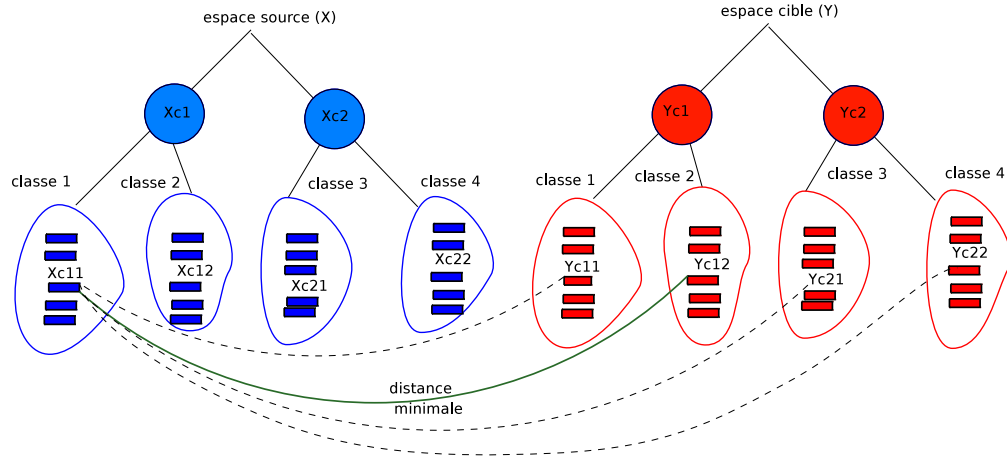 espace source (X)
espace cible (Y)
Xc1
Xc2
Yc1
Yc2
classe 1
classe 2
classe 3
classe 4
classe 1
classe 2
classe 3
classe 4
Xc11
Xc12
Xc21
Xc22
Yc11
Yc12
Yc21
Yc22
distance
minimale